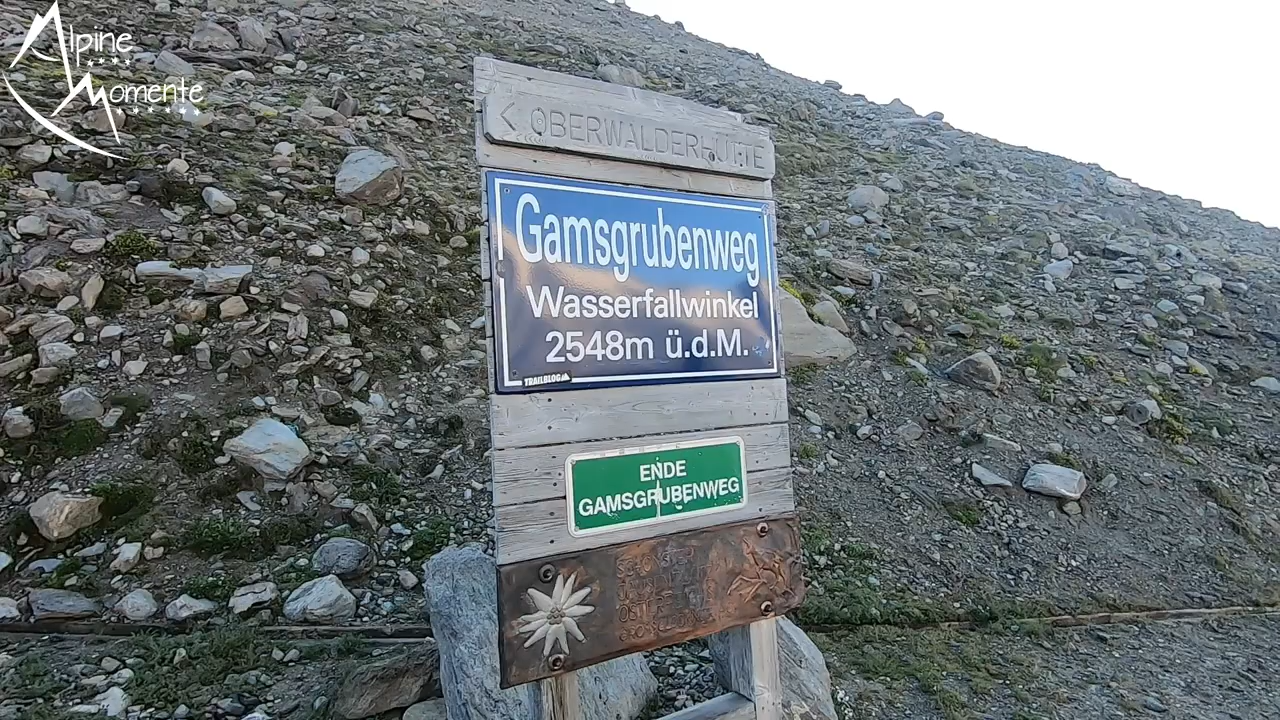 Alpine
Momente
< OBERWALDERHÜTTE
Gamsgrubenweg
Wasserfallwinkel
2548m ü.d.M.
TRAILBLOG
ENDE
GAMSGRUBENWEG